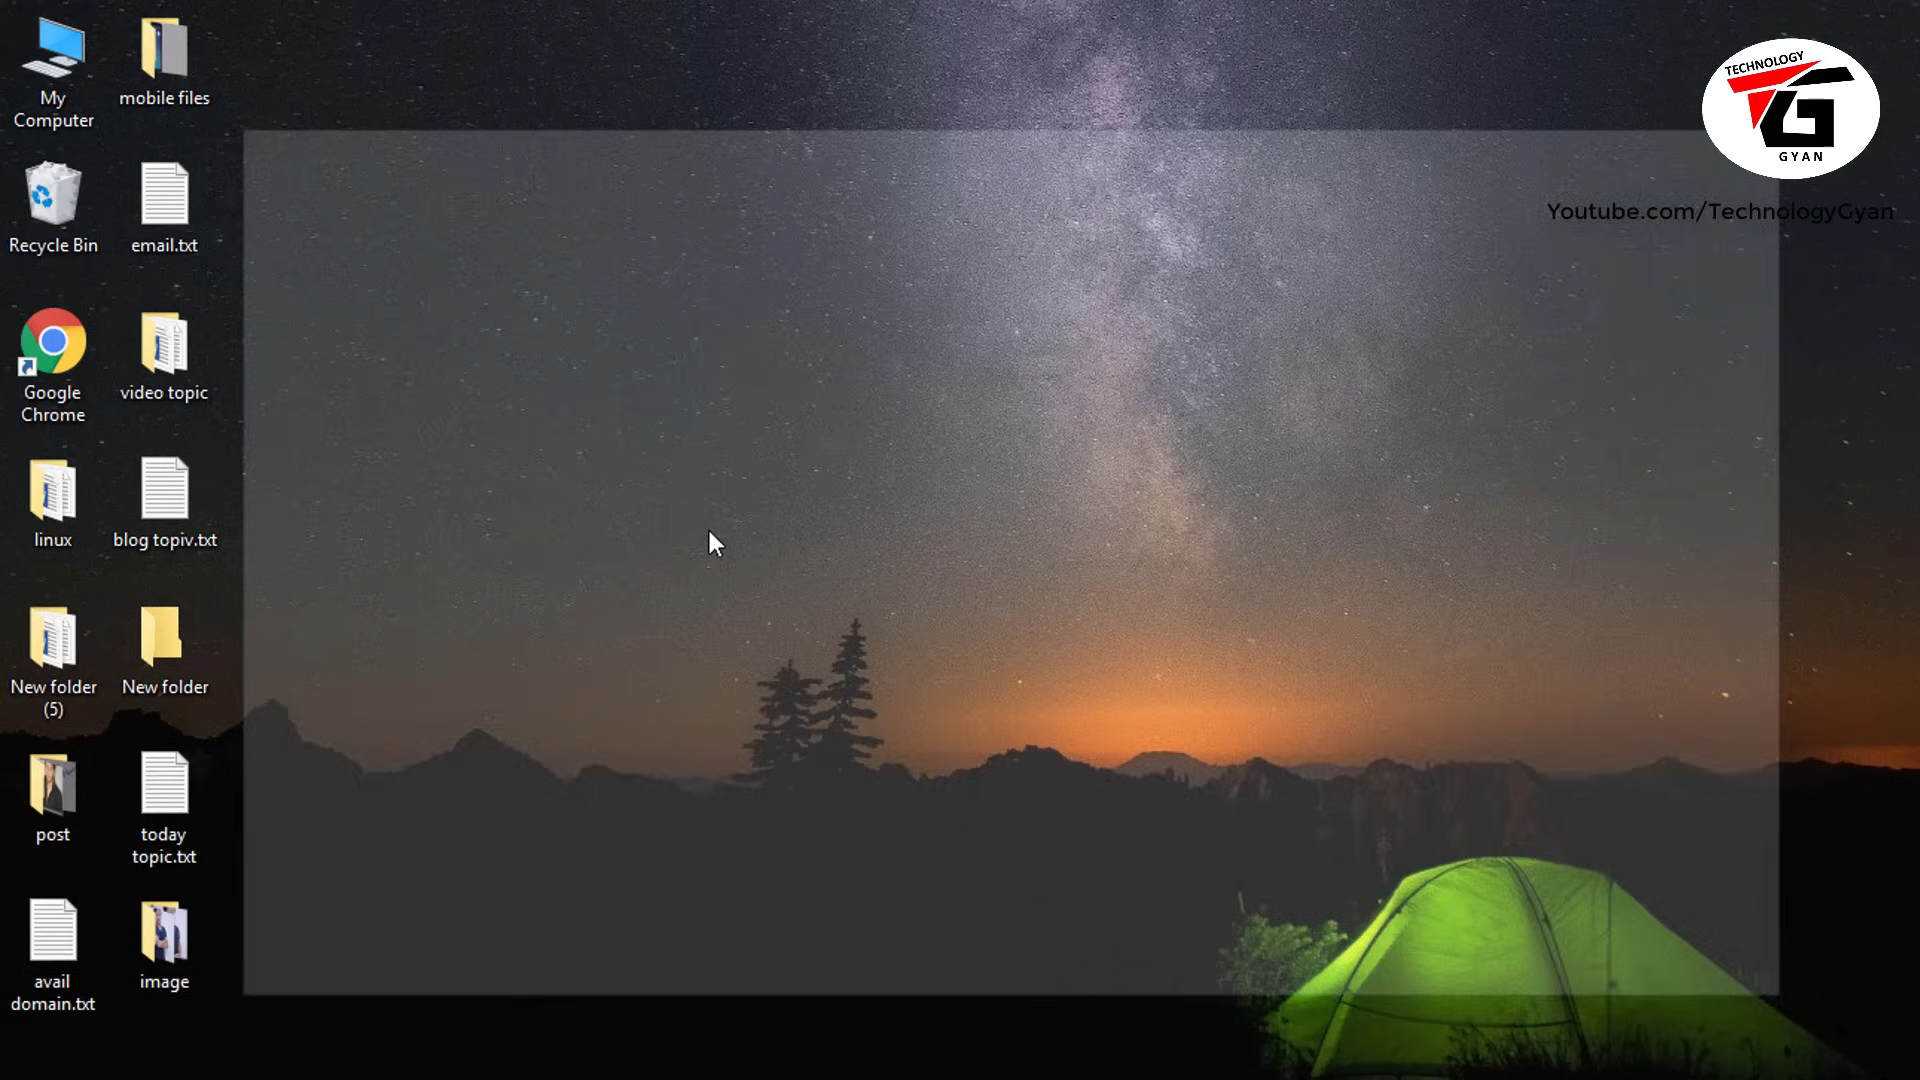 My
Computer
mobile files
Recycle Bin
email.txt
Google
Chrome
video topic
linux
blog topiv.txt
New folder
(5)
New folder
post
today
topic.txt
avail
domain.txt
image
TECHNOLOGY
TG
GYAN
Youtube.com/TechnologyGyan